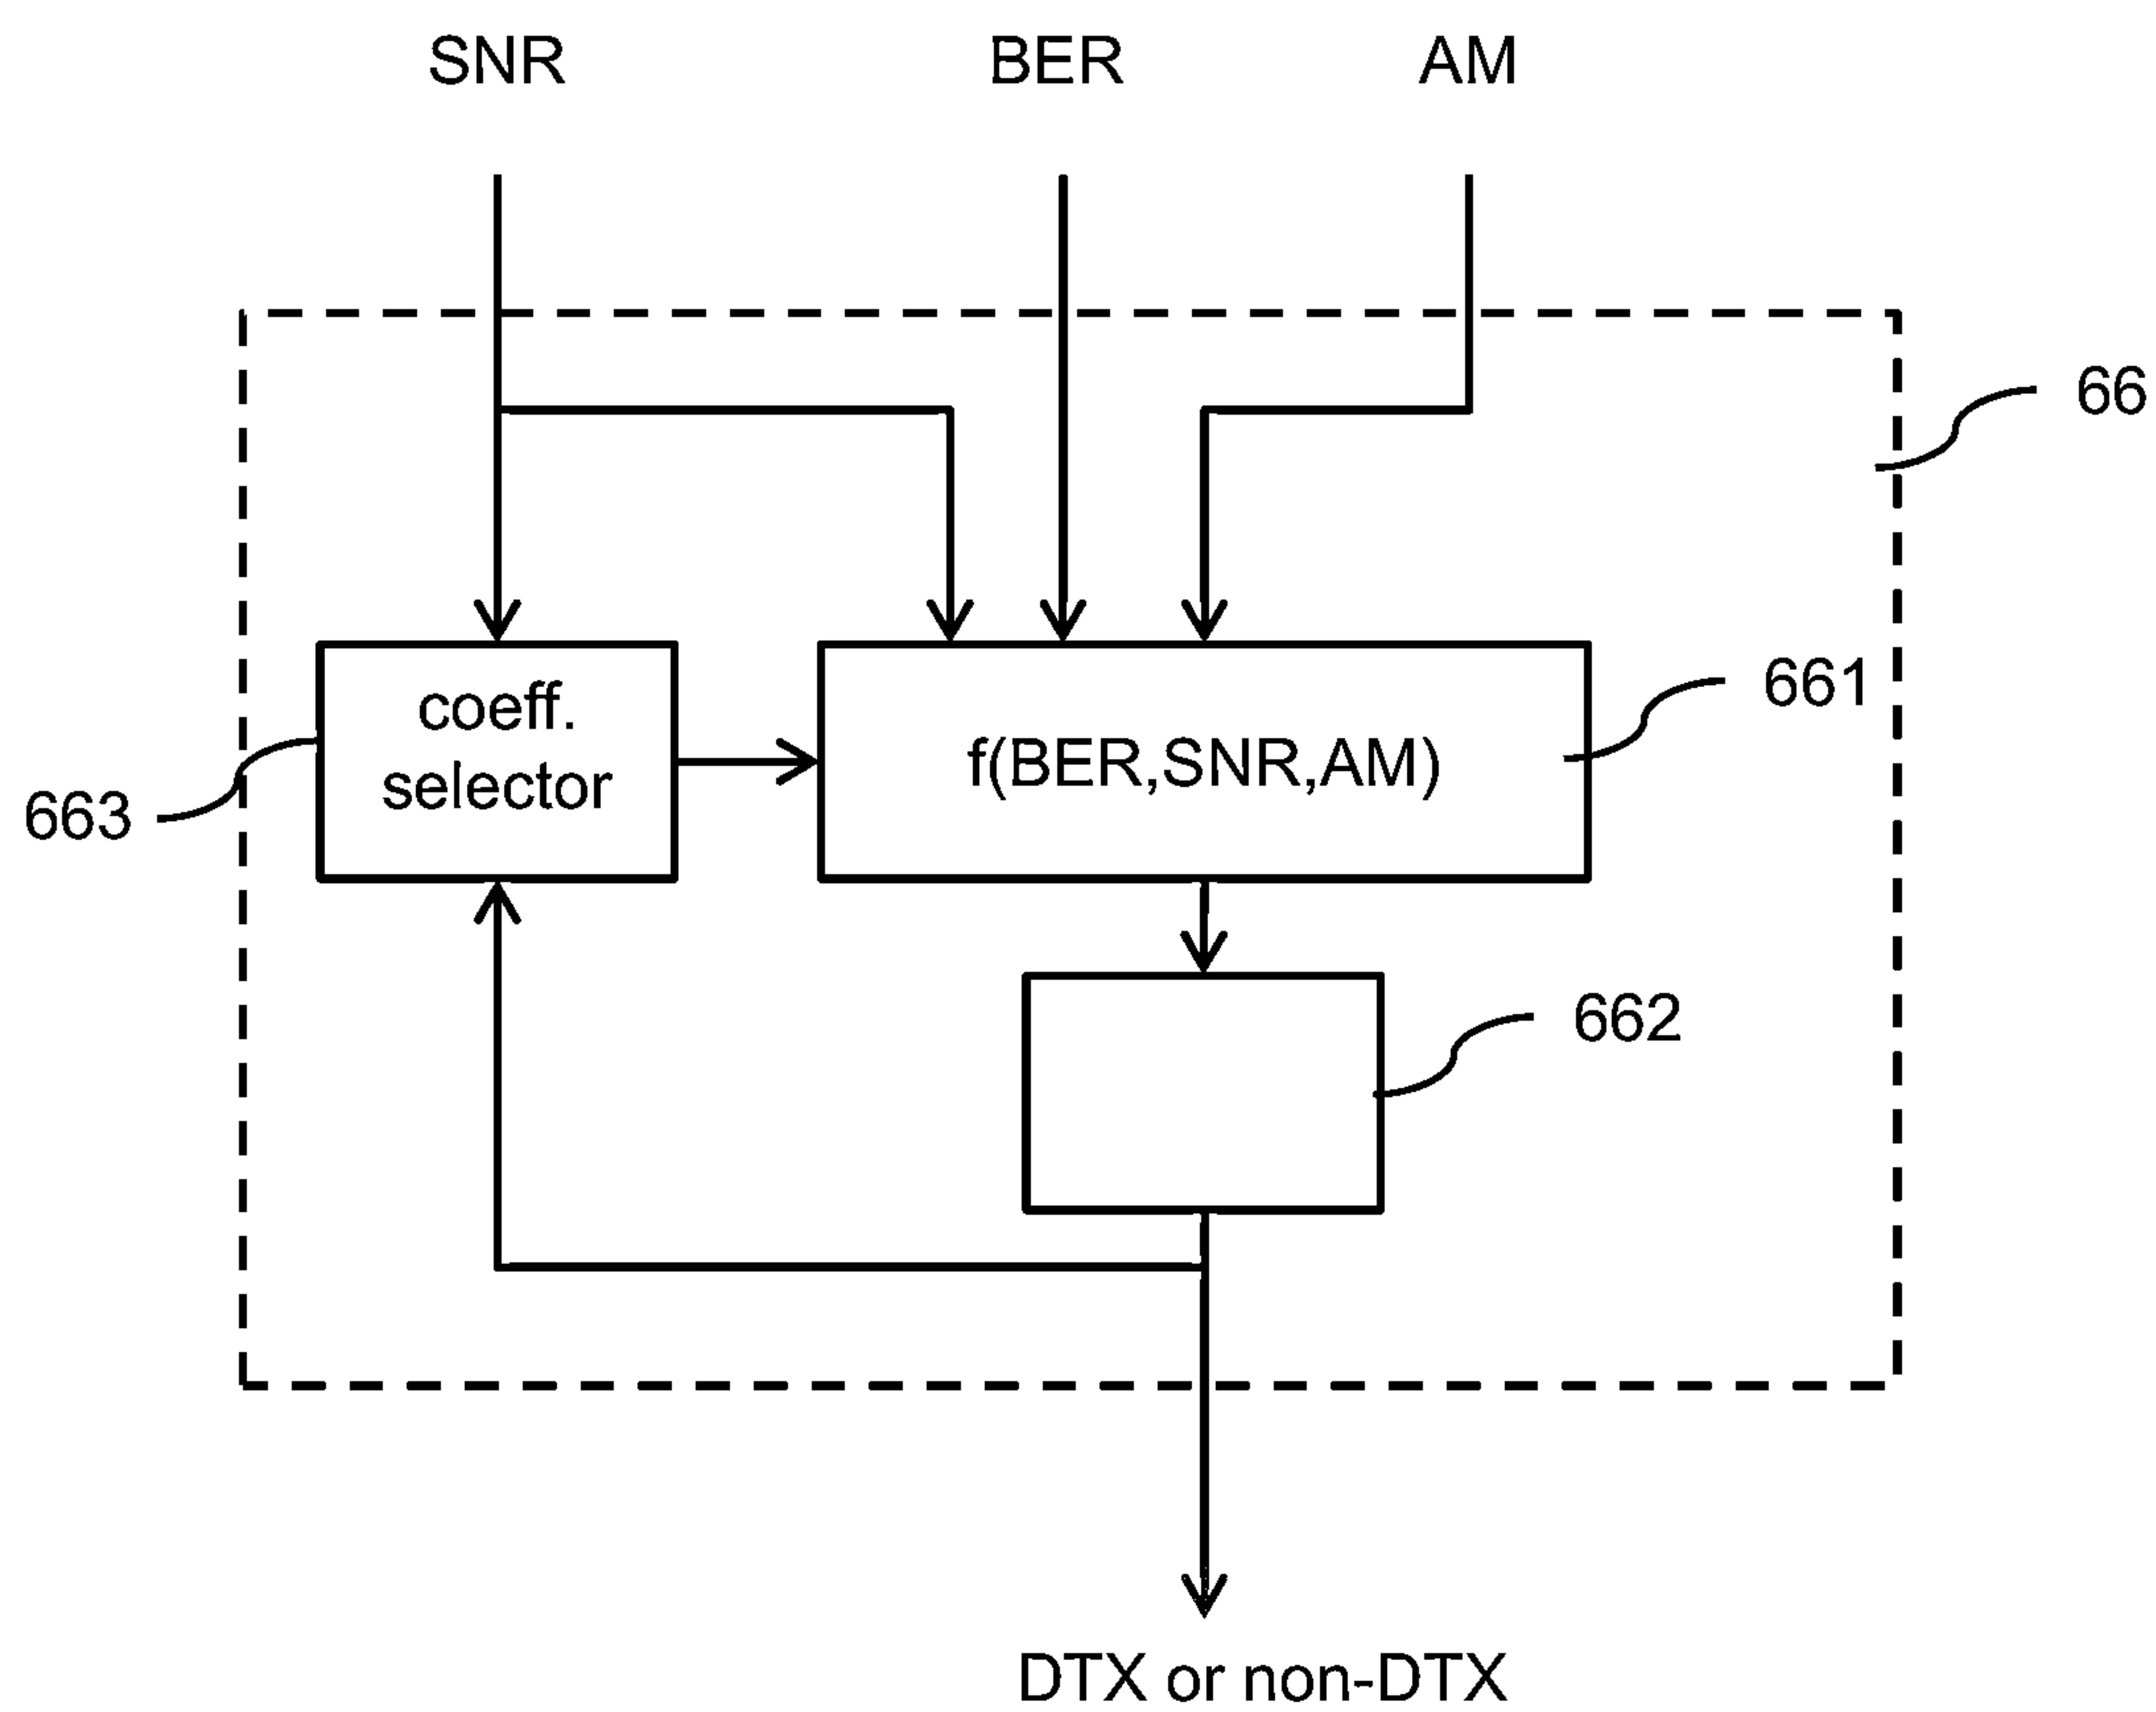 SNR
BER
AM
66
661
coeff.
selector
f(BER,SNR,AM)
663
662
DTX or non-DTX